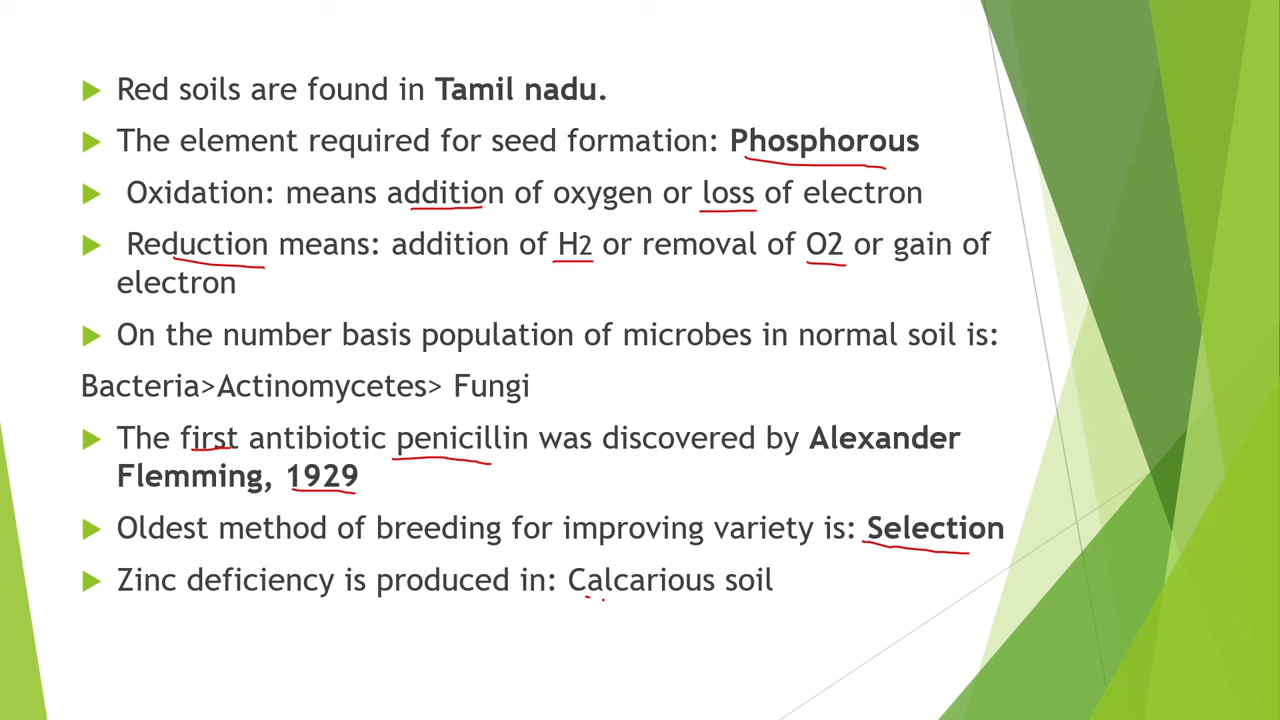 Red soils are found in Tamil nadu.
The element required for seed formation: Phosphorous
Oxidation: means addition of oxygen or loss of electron
Reduction means: addition of H2 or removal of O2 or gain of
electron
On the number basis population of microbes in normal soil is:
Bacteria>Actinomycetes> Fungi
The first antibiotic penicillin was discovered by Alexander
Flemming, 1929
Oldest method of breeding for improving variety is: Selection
Zinc deficiency is produced in: Calcarious soil